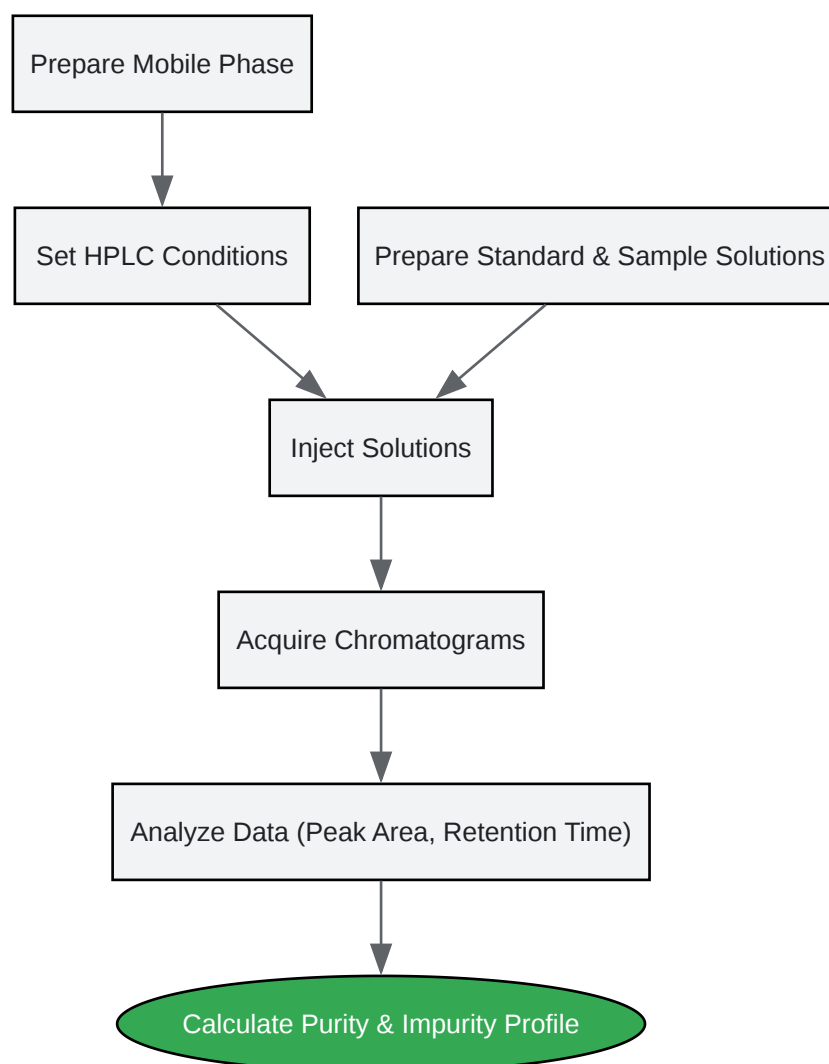 Prepare Mobile Phase
Set HPLC Conditions
Prepare Standard & Sample Solutions
Inject Solutions
Acquire Chromatograms
Analyze Data (Peak Area, Retention Time)
Calculate Purity & Impurity Profile